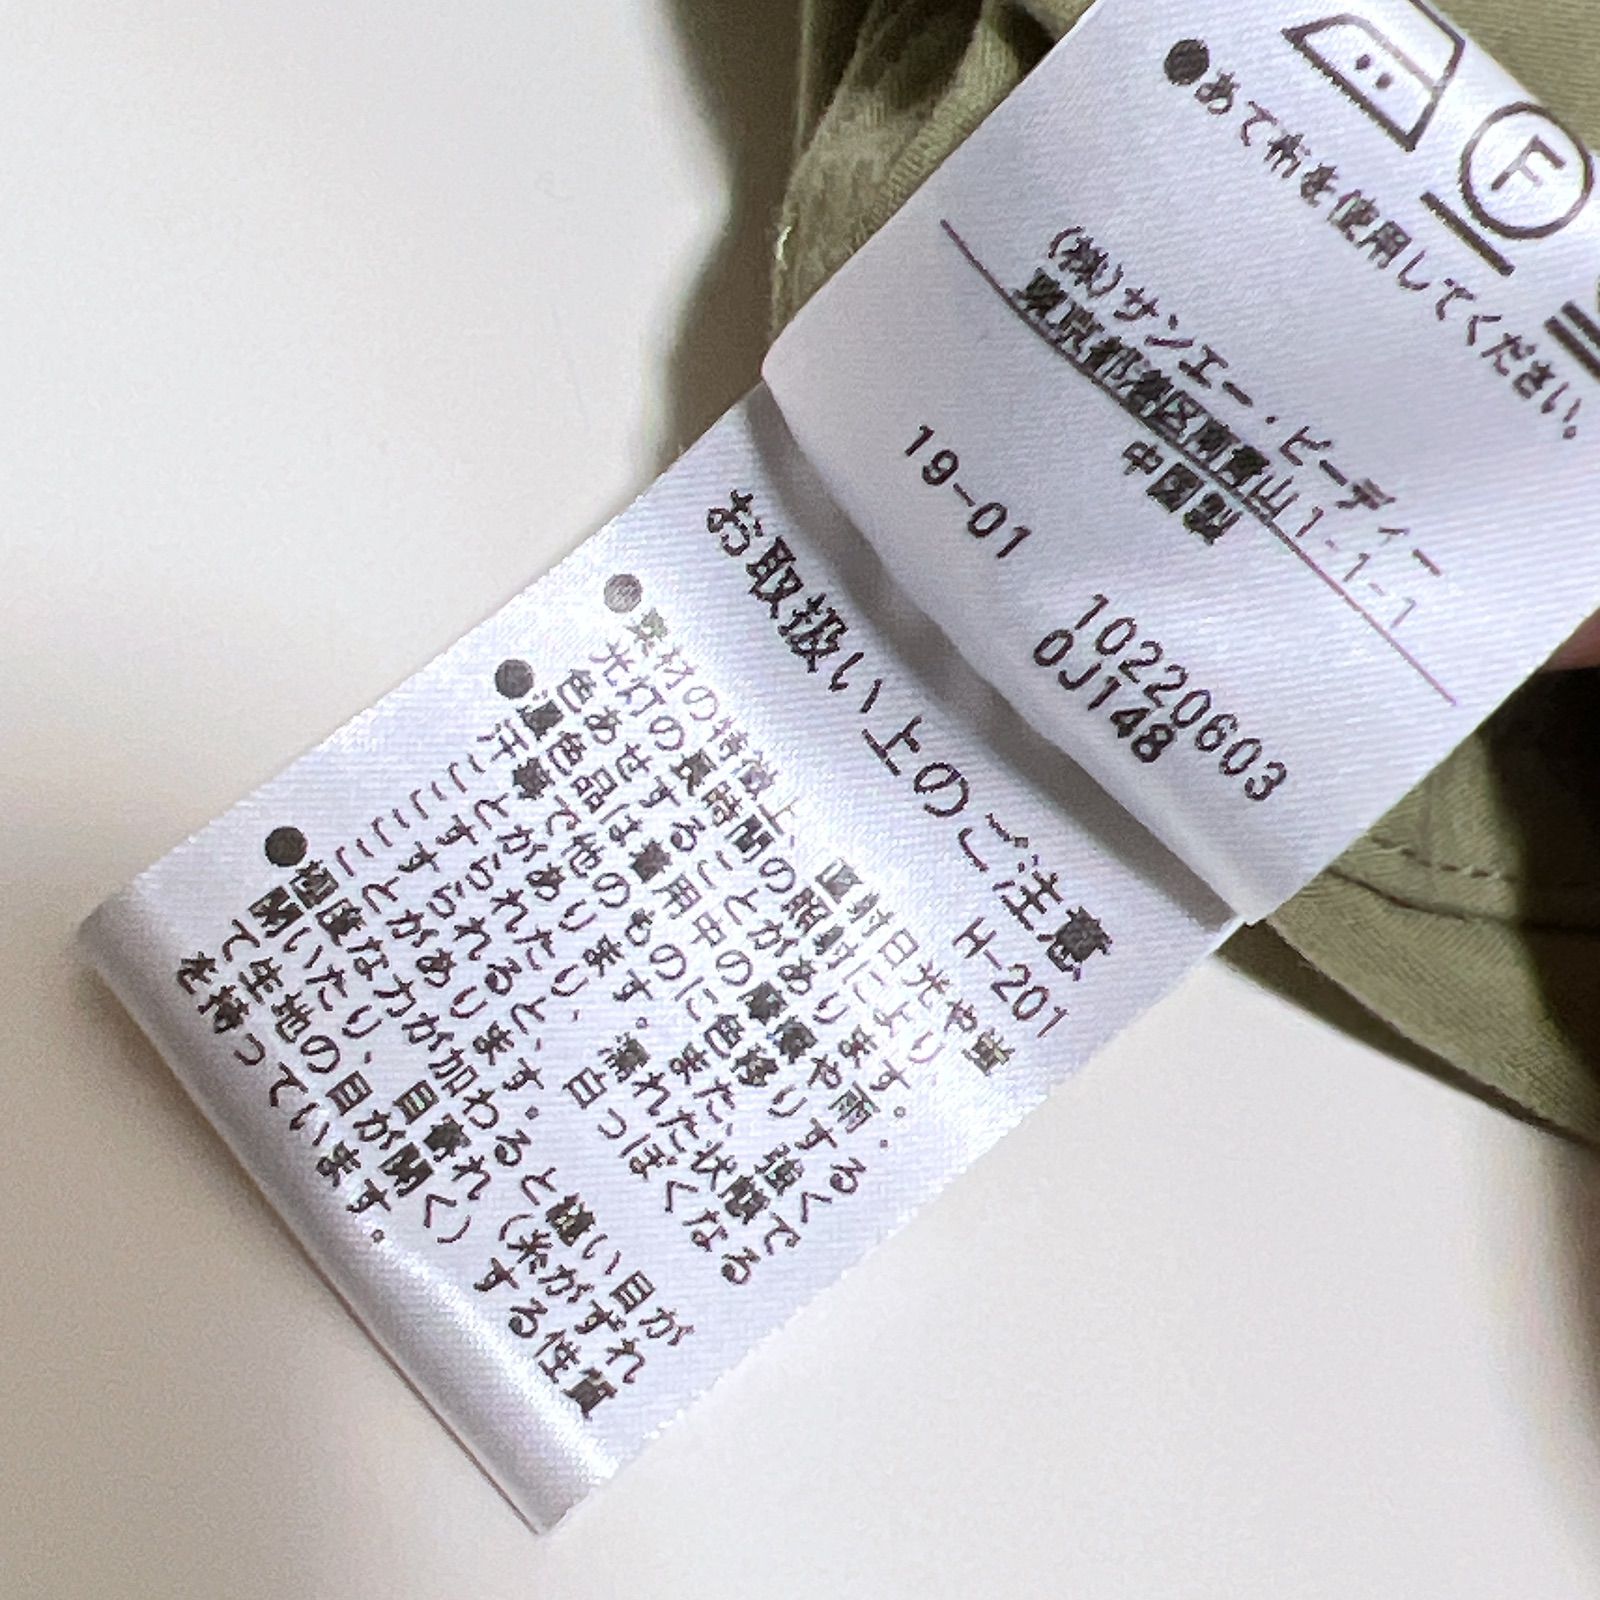 F
●あて布を使用してください。
(株)サンエー・ビーディー
東京都港区南青山1-1-1
中国製
19-01
10220603
0J148
お取扱い上のご注意
H-201
●素材の特徴上、直射日光や蛍
光灯の長時間の照射により、
色あせすることがあります。
●濃色品は着用中の摩擦や雨・
汗等で他のものに色移りする
ことがあります。また、強く
こすられたり、濡れた状態で
こすられると、白っぽくなる
ことがあります。
●極度な力が加わると縫い目が
開いたり、目寄れ(糸がずれ
て生地の目が開く)する性質
を持っています。